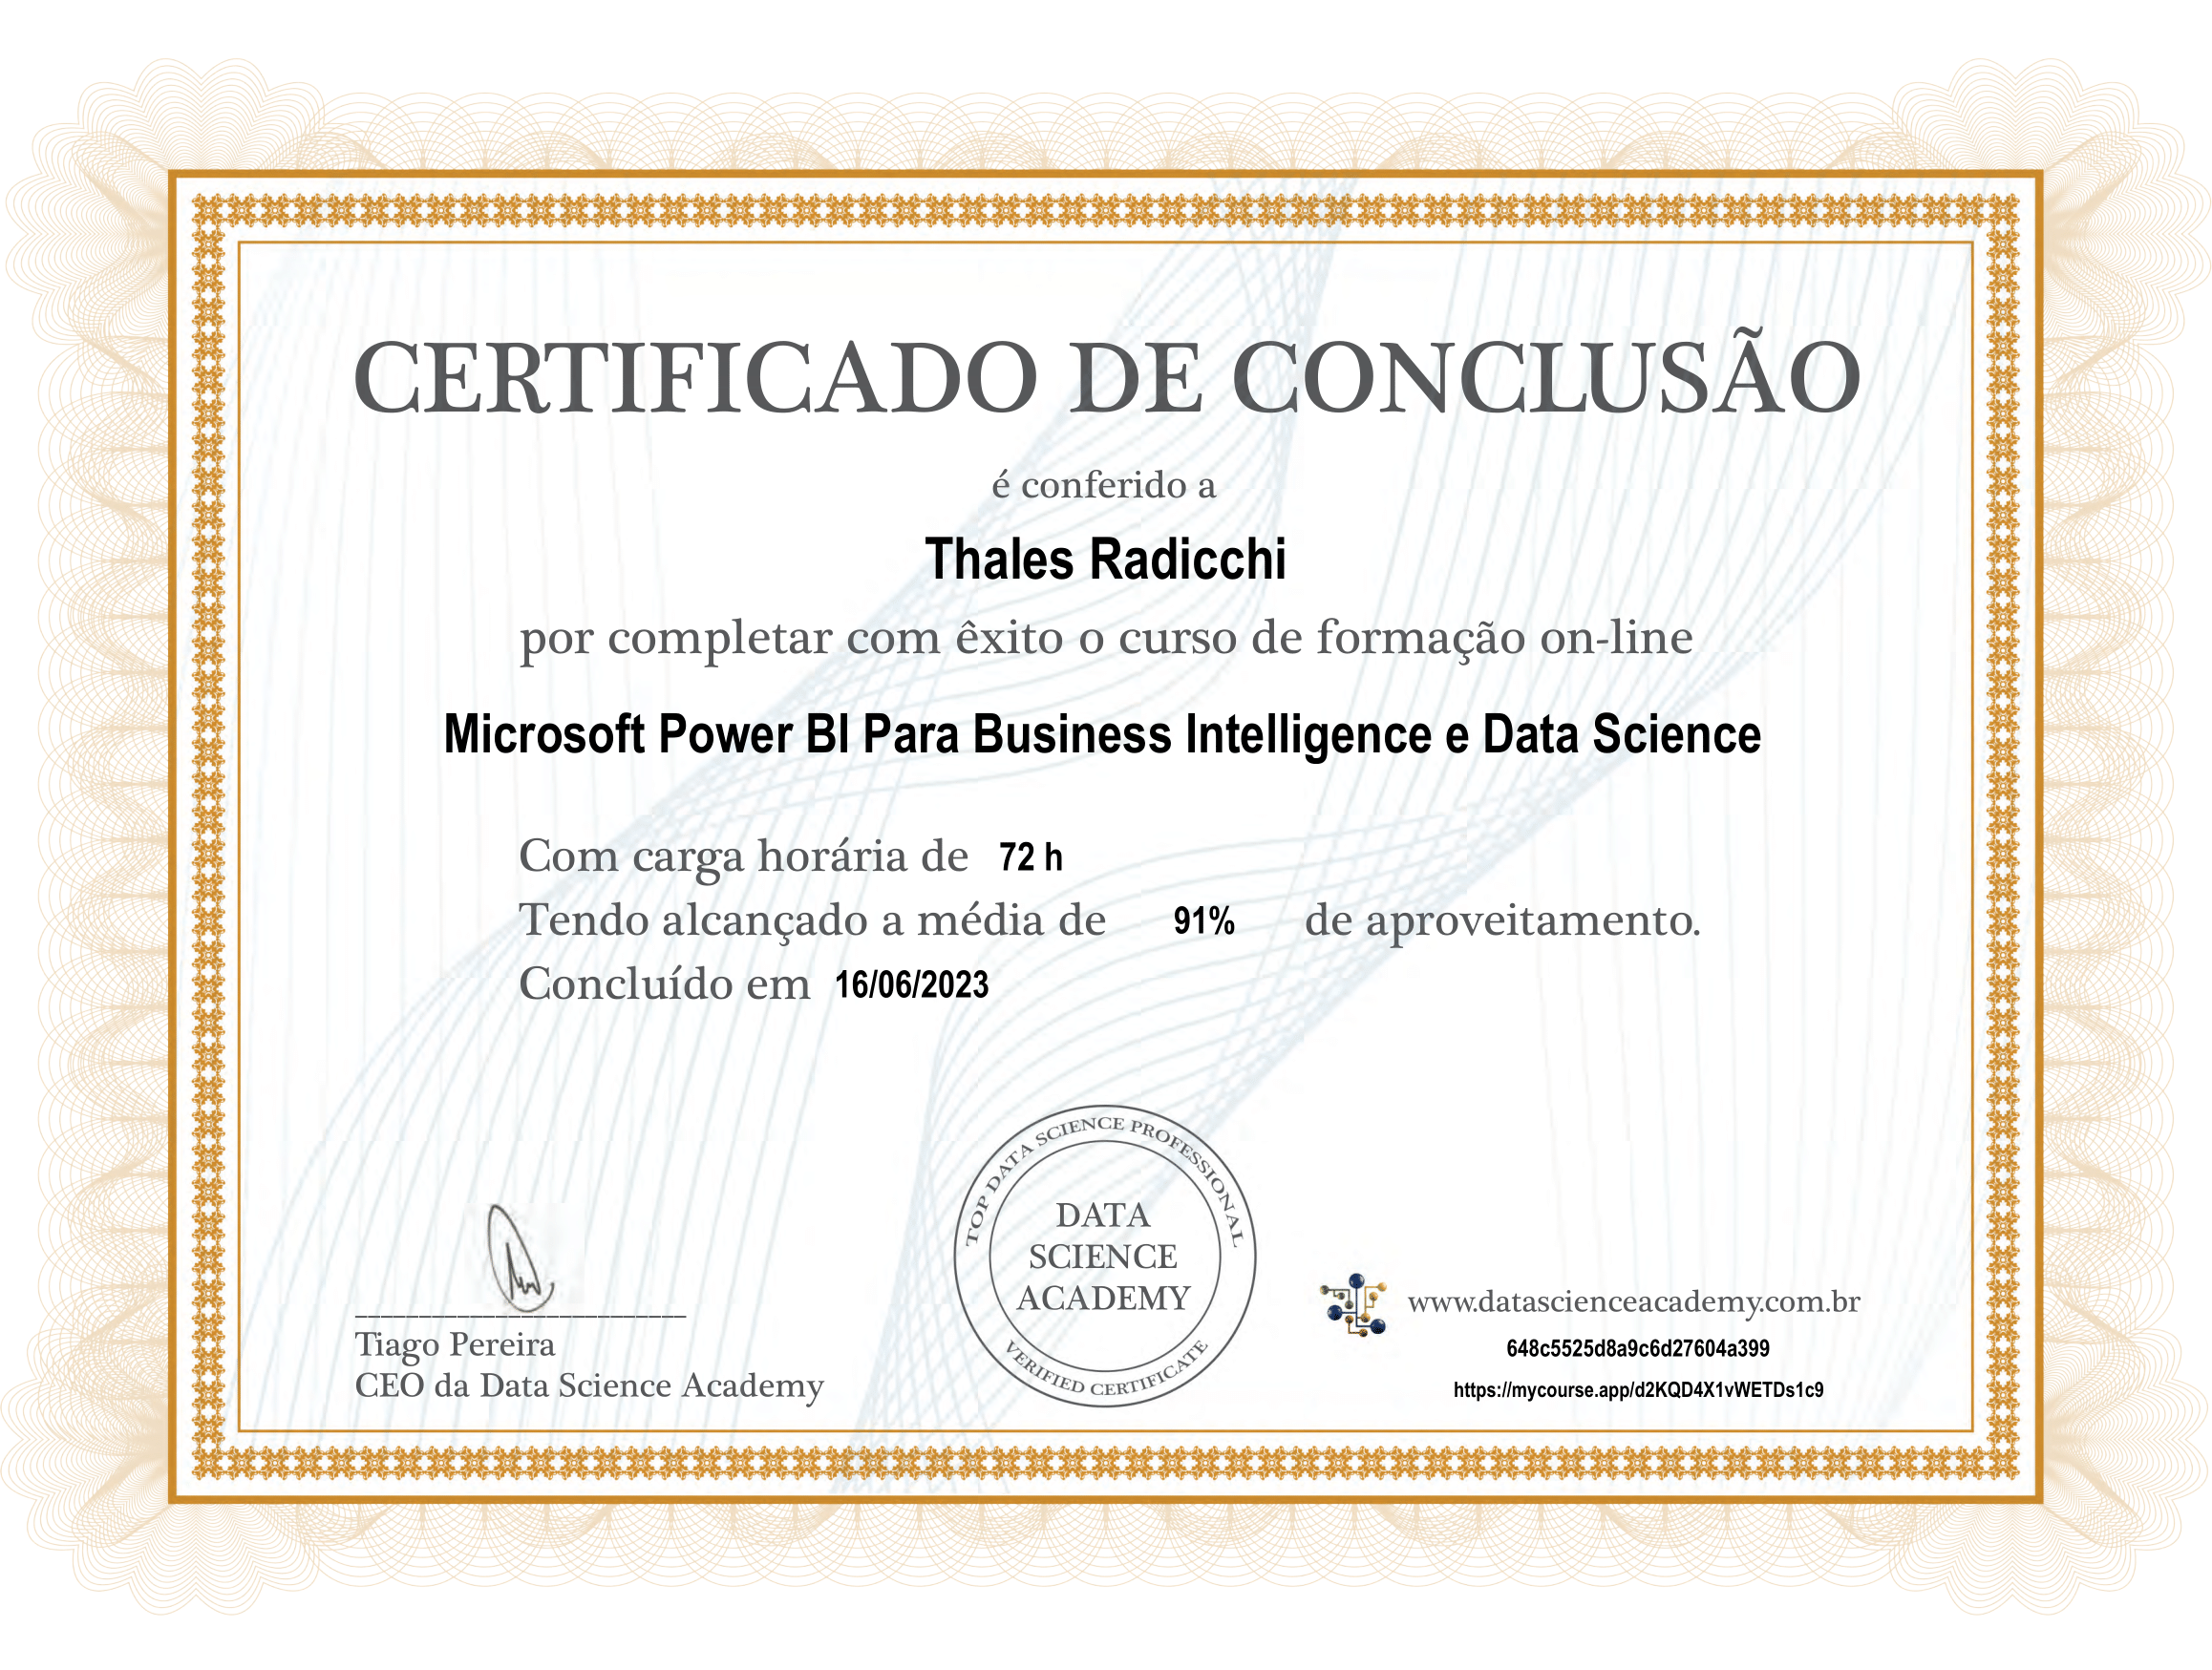 CERTIFICADO DE CONCLUSÃO
é conferido a
Thales Radicchi
por completar com êxito o curso de formação on-line
Microsoft Power BI Para Business Intelligence e Data Science
Com carga horária de 72 h
Tendo alcançado a média de 91% de aproveitamento.
Concluído em 16/06/2023
Tiago Pereira
CEO da Data Science Academy
TOP DATA SCIENCE PROFESSIONAL
DATA
SCIENCE
ACADEMY
VERIFIED CERTIFICATE
www.datascienceacademy.com.br
648c5525d8a9c6d27604a399
https://mycourse.app/d2KQD4X1vWETDs1c9